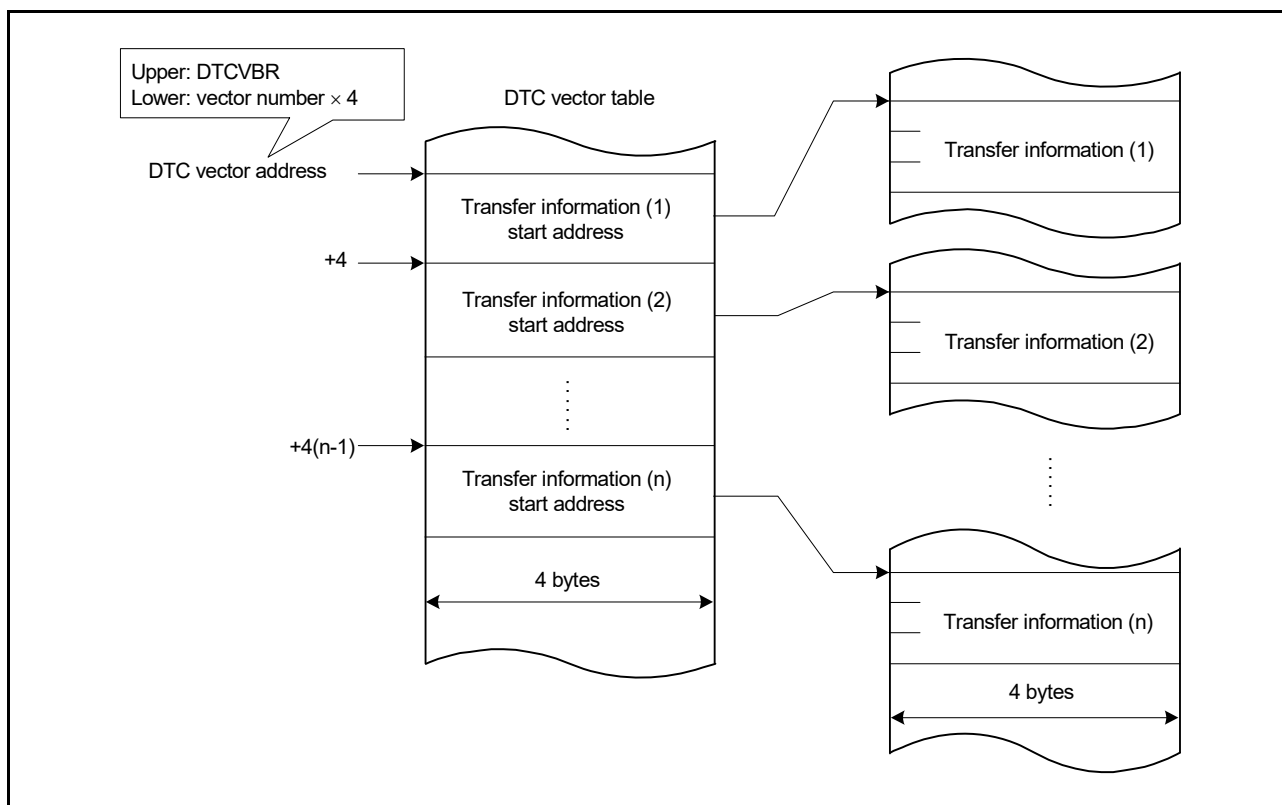 Upper: DTCVBR
Lower: vector number × 4
DTC vector table
DTC vector address
Transfer information (1)
start address
+4
Transfer information (2)
start address
+4(n-1)
Transfer information (n)
start address
4 bytes
Transfer information (1)
Transfer information (2)
Transfer information (n)
4 bytes